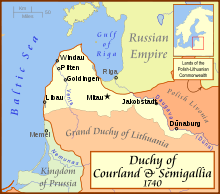 Baltic Sea
Gulf
of
Riga
Russian
Empire
Lands of the
Polish-Lithuanian
Commonwealth
Windau
Pilten
Goldingen
Riga
Libau
Mitau
Jakobstadt
Polish Livonia
Dünaburg
Memel
Grand Duchy of Lithuania
Nemunas
Kingdom
of Prussia
Duchy of
Courland & Semigallia
1740